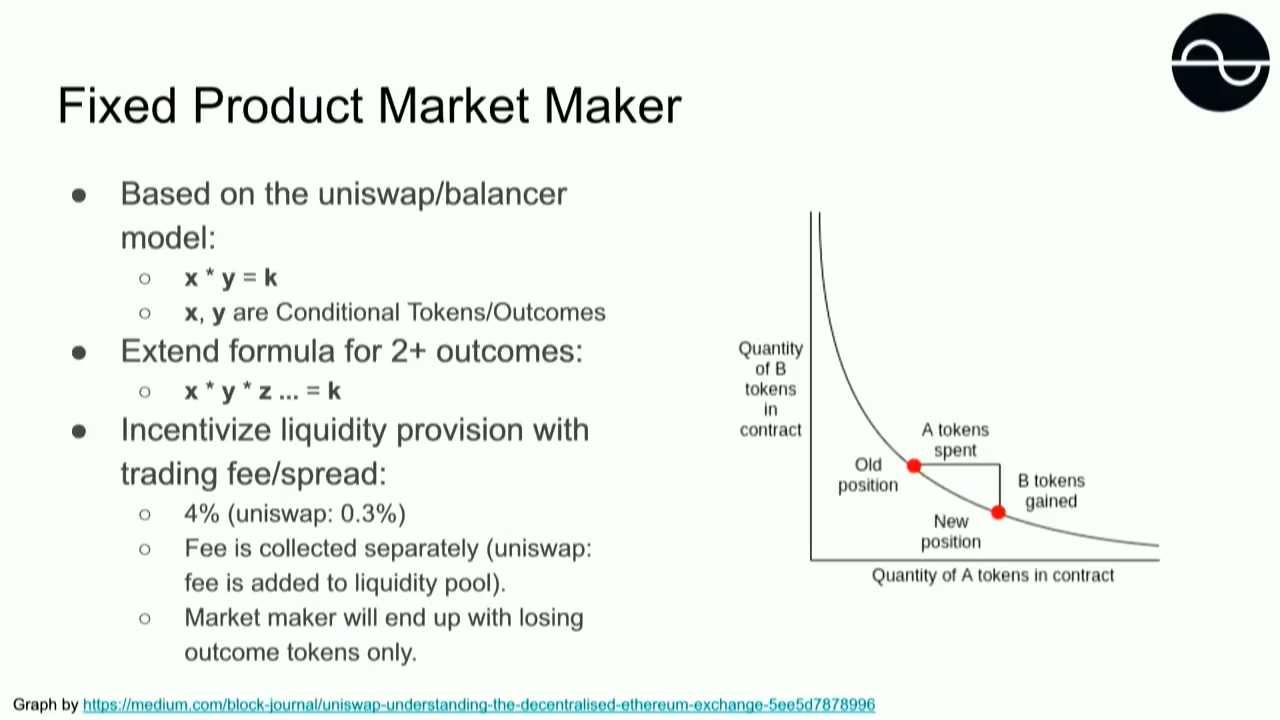 Fixed Product Market Maker
● Based on the uniswap/balancer
model:
○ x * y = k
○ x, y are Conditional Tokens/Outcomes
● Extend formula for 2+ outcomes:
○ x * y * z ... = k
● Incentivize liquidity provision with
trading fee/spread:
○ 4% (uniswap: 0.3%)
○ Fee is collected separately (uniswap:
fee is added to liquidity pool).
○ Market maker will end up with losing
outcome tokens only.
Quantity
of B
tokens
in
contract
A tokens
spent
Old
position
B tokens
gained
New
position
Quantity of A tokens in contract
Graph by https://medium.com/block-journal/uniswap-understanding-the-decentralised-ethereum-exchange-5ee5d7878996